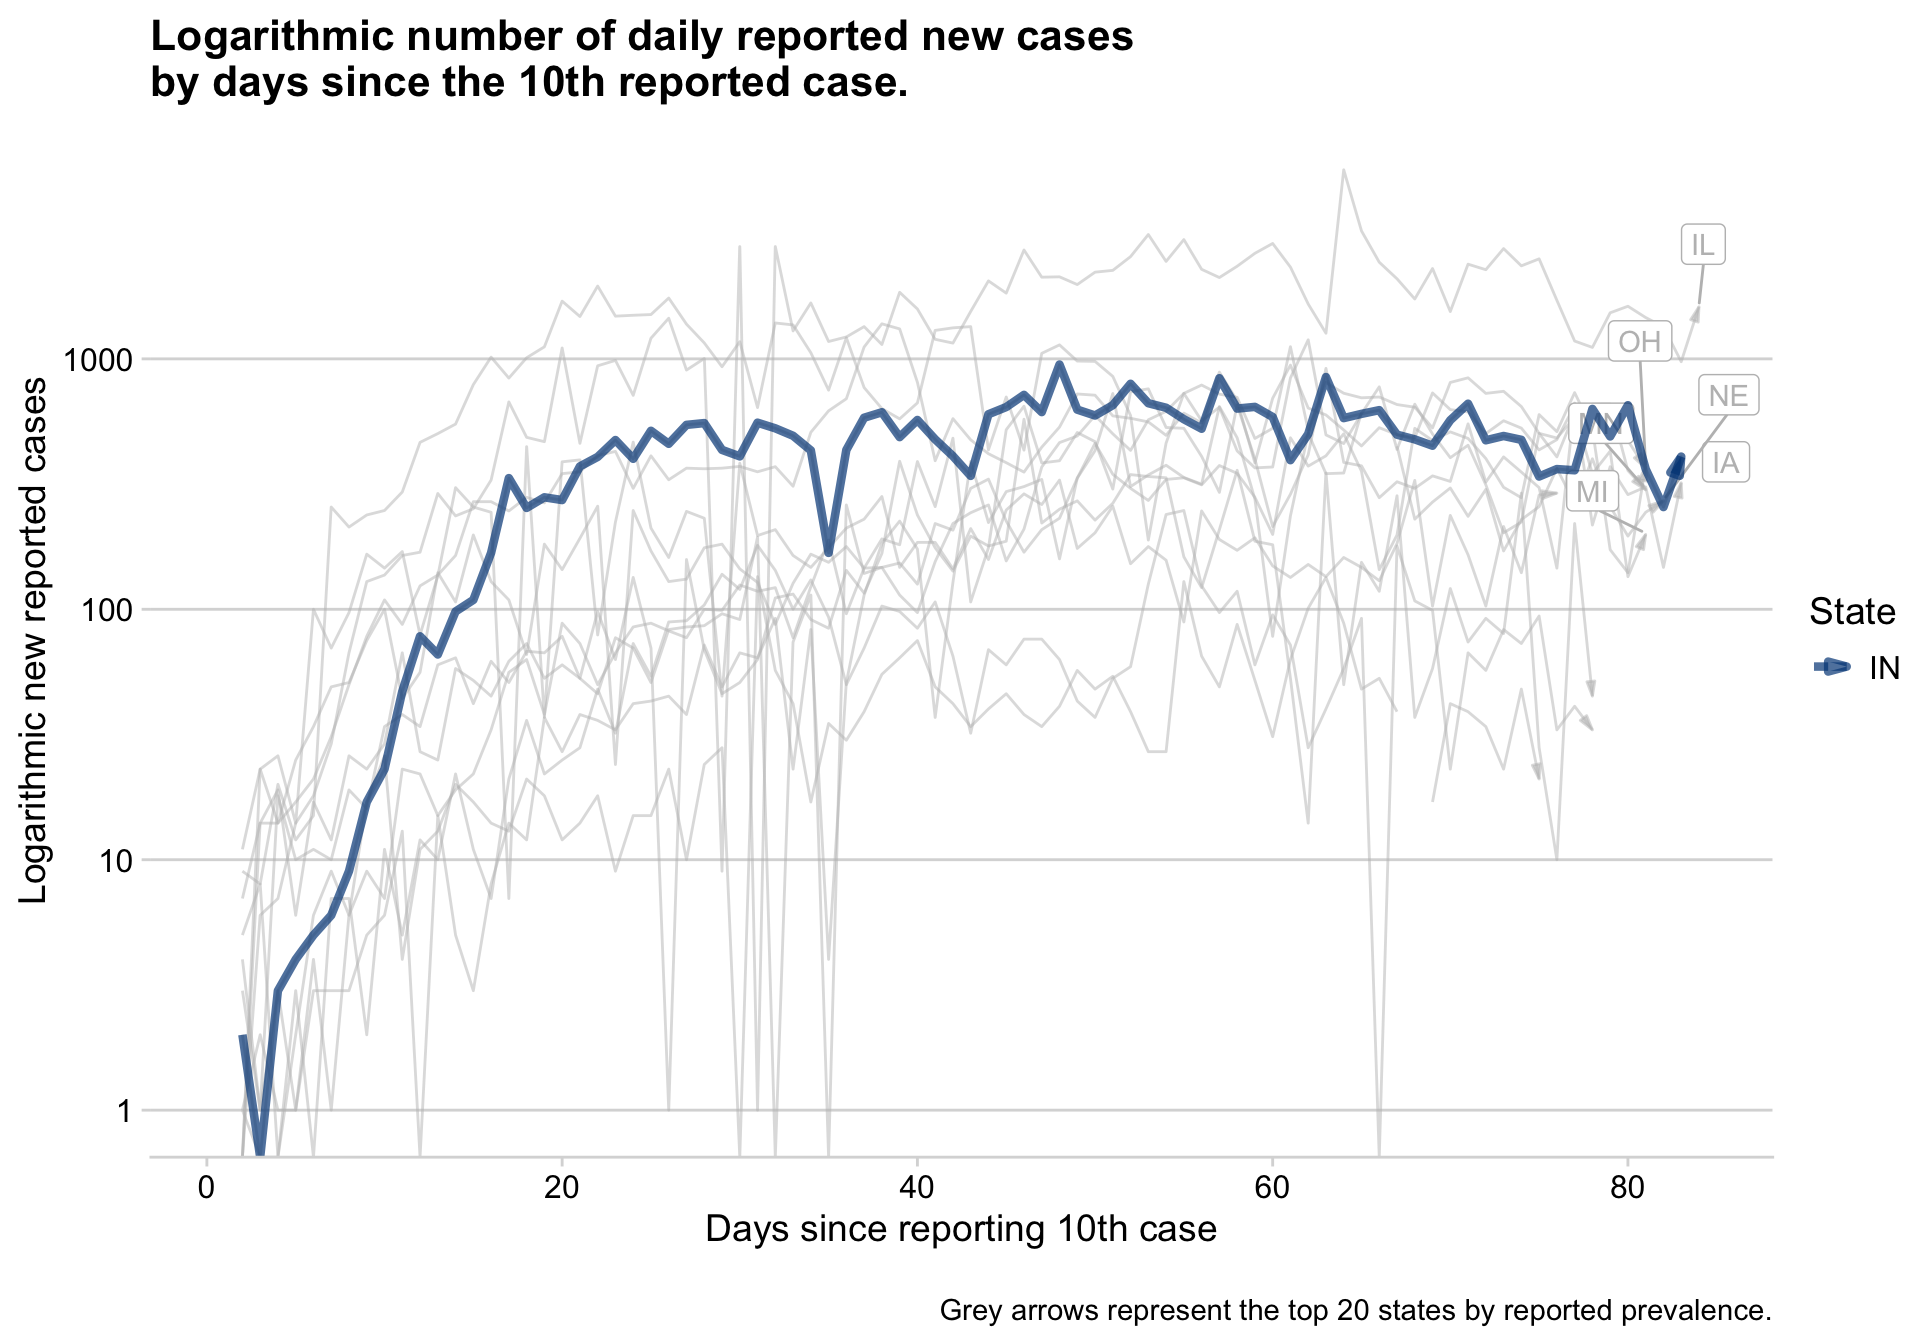 Logarithmic number of daily reported new cases
by days since the 10th reported case.
Logarithmic new reported cases
1000
100
10
1
IL
OH
NE
IA
MI
State
IN
0
20
40
60
80
Days since reporting 10th case
Grey arrows represent the top 20 states by reported prevalence.